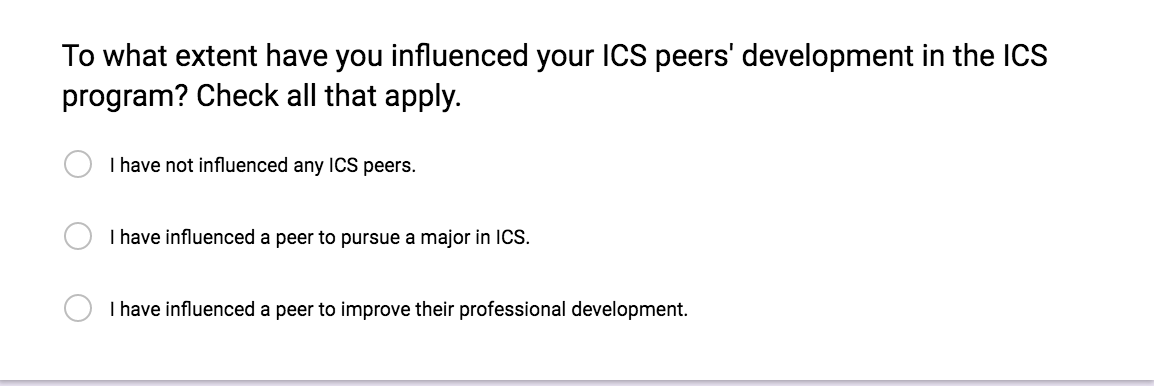 To what extent have you influenced your ICS peers' development in the ICS
program? Check all that apply.
I have not influenced any ICS peers.
I have influenced a peer to pursue a major in ICS.
I have influenced a peer to improve their professional development.